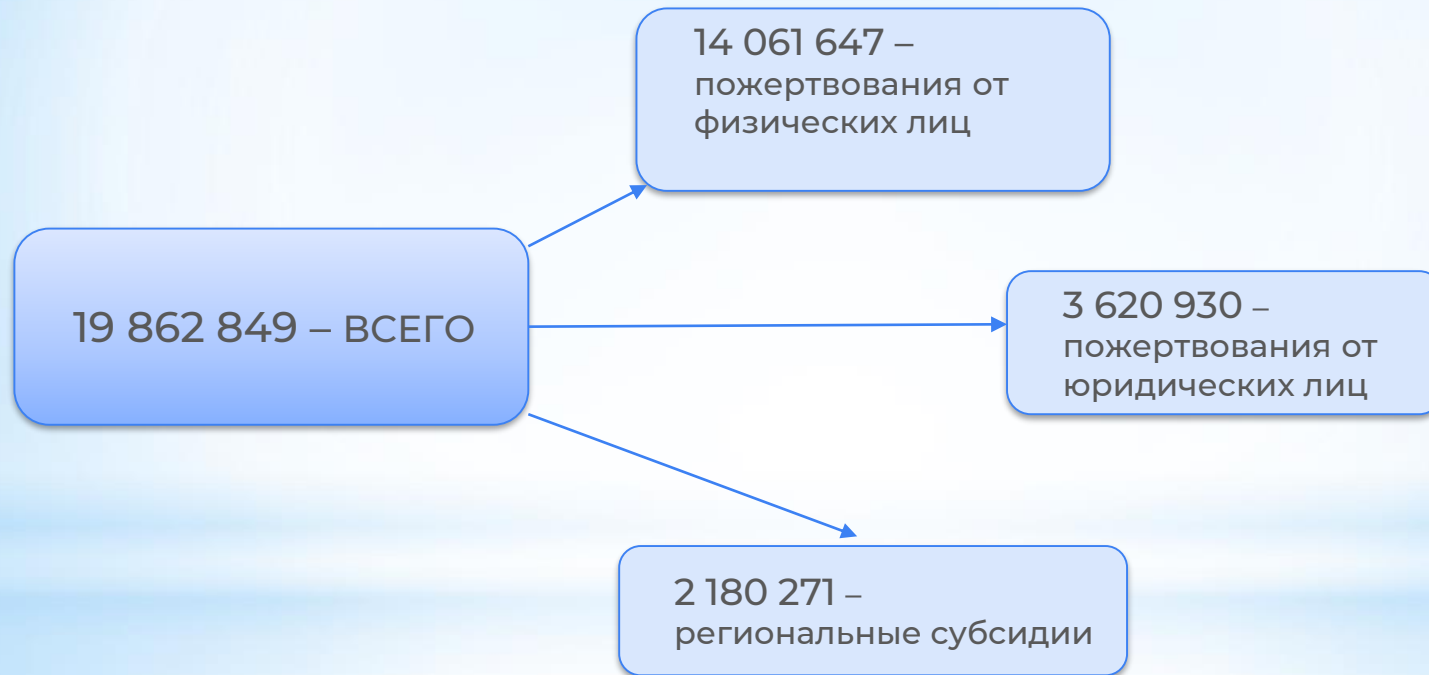 14 061 647 –
пожертвования от
физических лиц
19 862 849 – ВСЕГО
3 620 930 –
пожертвования от
юридических лиц
2 180 271 –
региональные субсидии